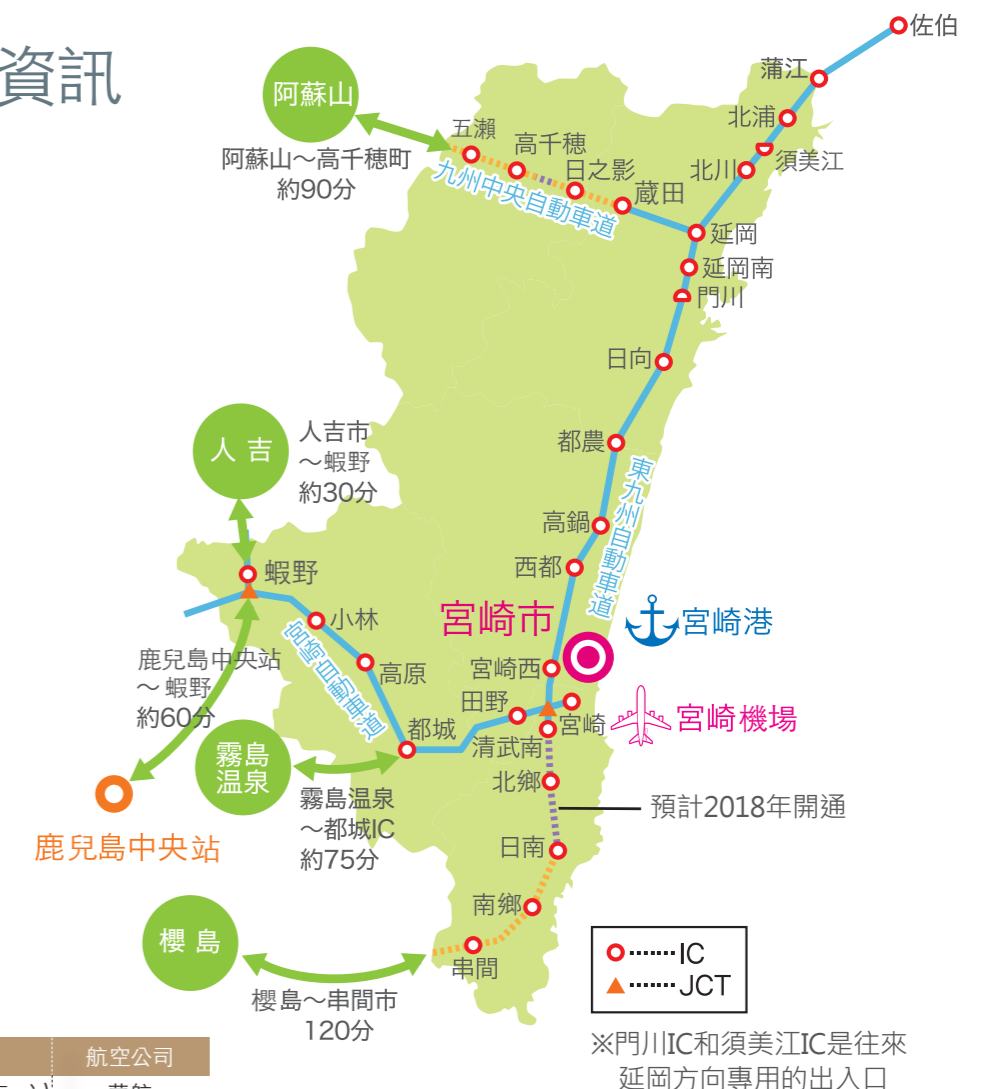 資訊
佐伯
蒲江
北浦
須美江
北川
阿蘇山
阿蘇山～高千穂町
約90分
五瀨
高千穂
日之影
蔵田
九州中央自動車道
延岡
延岡南
門川
日向
都農
東九州自動車道
高鍋
西都
人吉
人吉市
～蝦野
約30分
蝦野
小林
高原
宮崎自動車道
鹿兒島中央站
～ 蝦野
約60分
宮崎市
宮崎港
宮崎西
田野
宮崎
宮崎機場
清武南
都城
霧島
温泉
霧島温泉
～都城IC
約75分
鹿兒島中央站
北鄉
預計2018年開通
日南
南鄉
串間
櫻島
櫻島～串間市
120分
IC
JCT
※門川IC和須美江IC是往來
延岡方向專用的出入口
航空公司